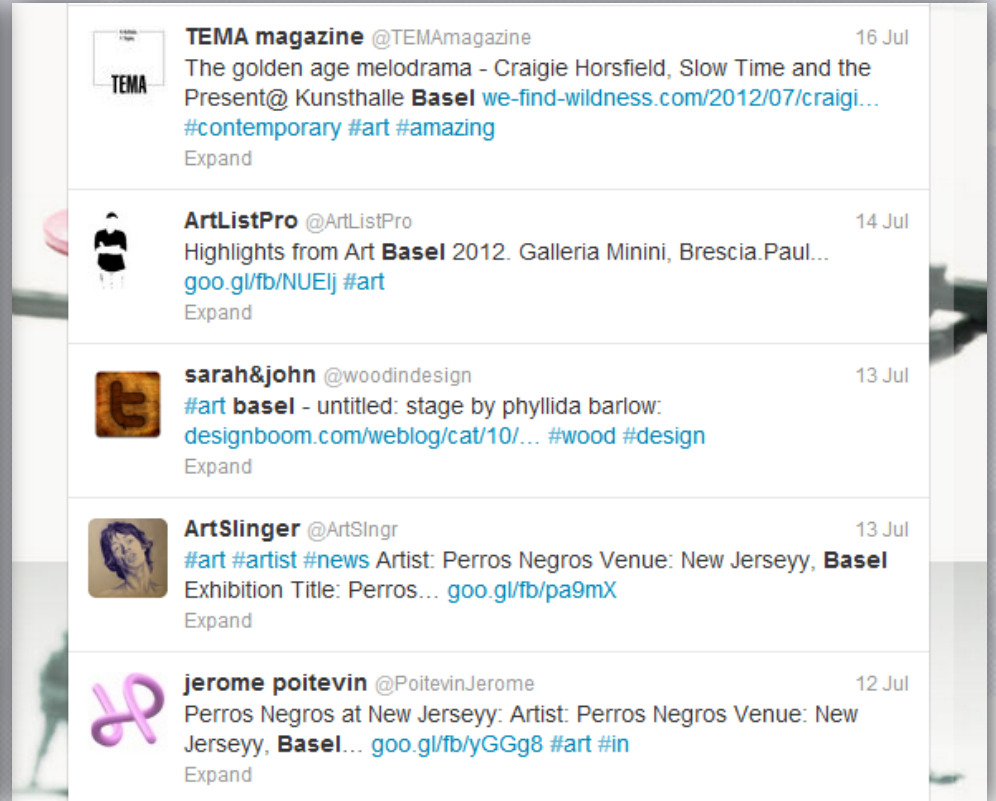 TEMA
TEMA magazine @TEMAmagazine 16 Jul
The golden age melodrama - Craigie Horsfield, Slow Time and the
Present@ Kunsthalle Basel we-find-wildness.com/2012/07/craigi...
#contemporary #art #amazing
Expand
ArtListPro @ArtListPro 14 Jul
Highlights from Art Basel 2012. Galleria Minini, Brescia.Paul...
goo.gl/fb/NUElj #art
Expand
sarah&john @woodindesign 13 Jul
#art basel - untitled: stage by phyllida barlow:
designboom.com/weblog/cat/10/... #wood #design
Expand
ArtSlinger @ArtSlngr 13 Jul
#art #artist #news Artist: Perros Negros Venue: New Jerseyy, Basel
Exhibition Title: Perros... goo.gl/fb/pa9mX
Expand
jerome poitevin @PoitevinJerome 12 Jul
Perros Negros at New Jerseyy: Artist: Perros Negros Venue: New
Jerseyy, Basel... goo.gl/fb/yGGg8 #art #in
Expand